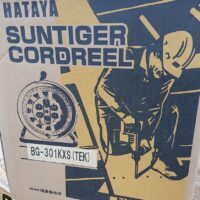 HATAYA
SUNTIGER
CORDREEL
BG-301KXS(TEK)